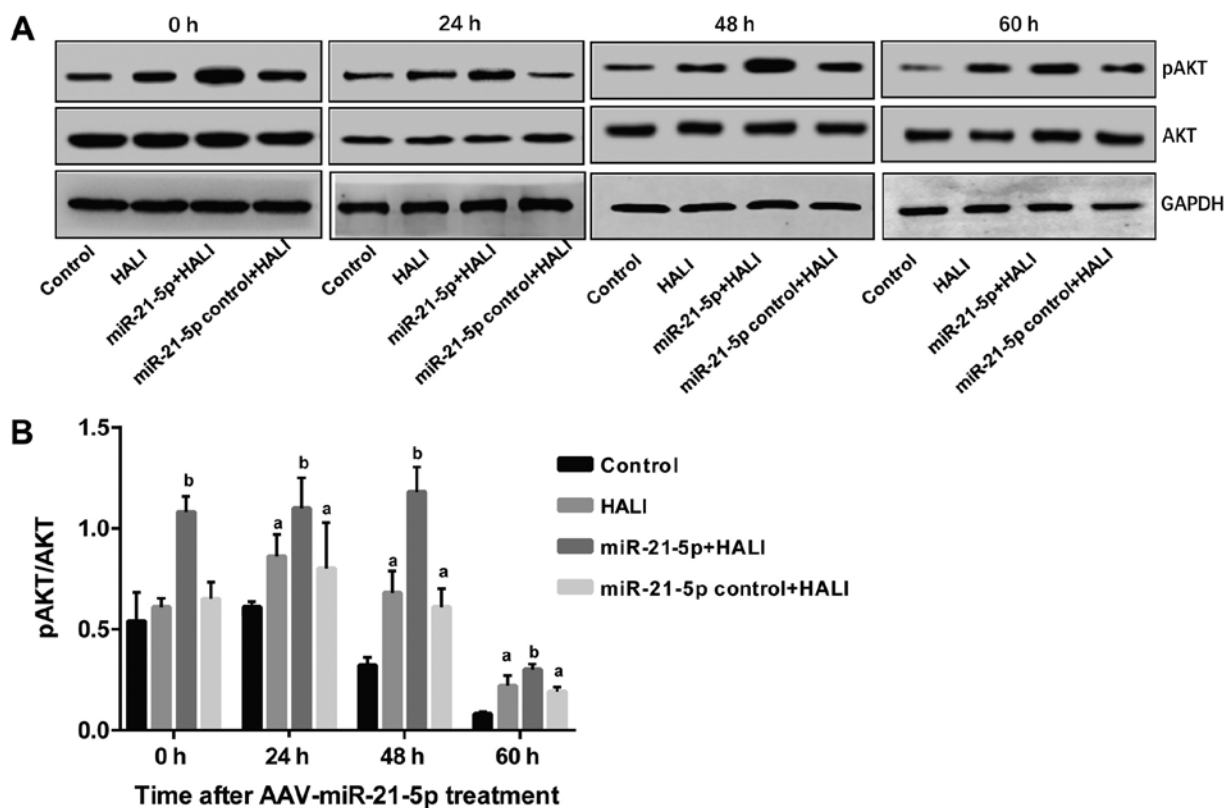 A
0 h
24 h
48 h
60 h
pAKT
AKT
GAPDH
Control
HALI
miR-21-5p+HALI
miR-21-5p control+HALI
Control
HALI
miR-21-5p+HALI
miR-21-5p control+HALI
Control
HALI
miR-21-5p+HALI
miR-21-5p control+HALI
Control
HALI
miR-21-5p+HALI
miR-21-5p control+HALI
B
pAKT/AKT
1.5
1.0
0.5
0.0
b
a
b
a
a
b
a
a
b
a
0 h
24 h
48 h
60 h
Time after AAV-miR-21-5p treatment
Control
HALI
miR-21-5p+HALI
miR-21-5p control+HALI